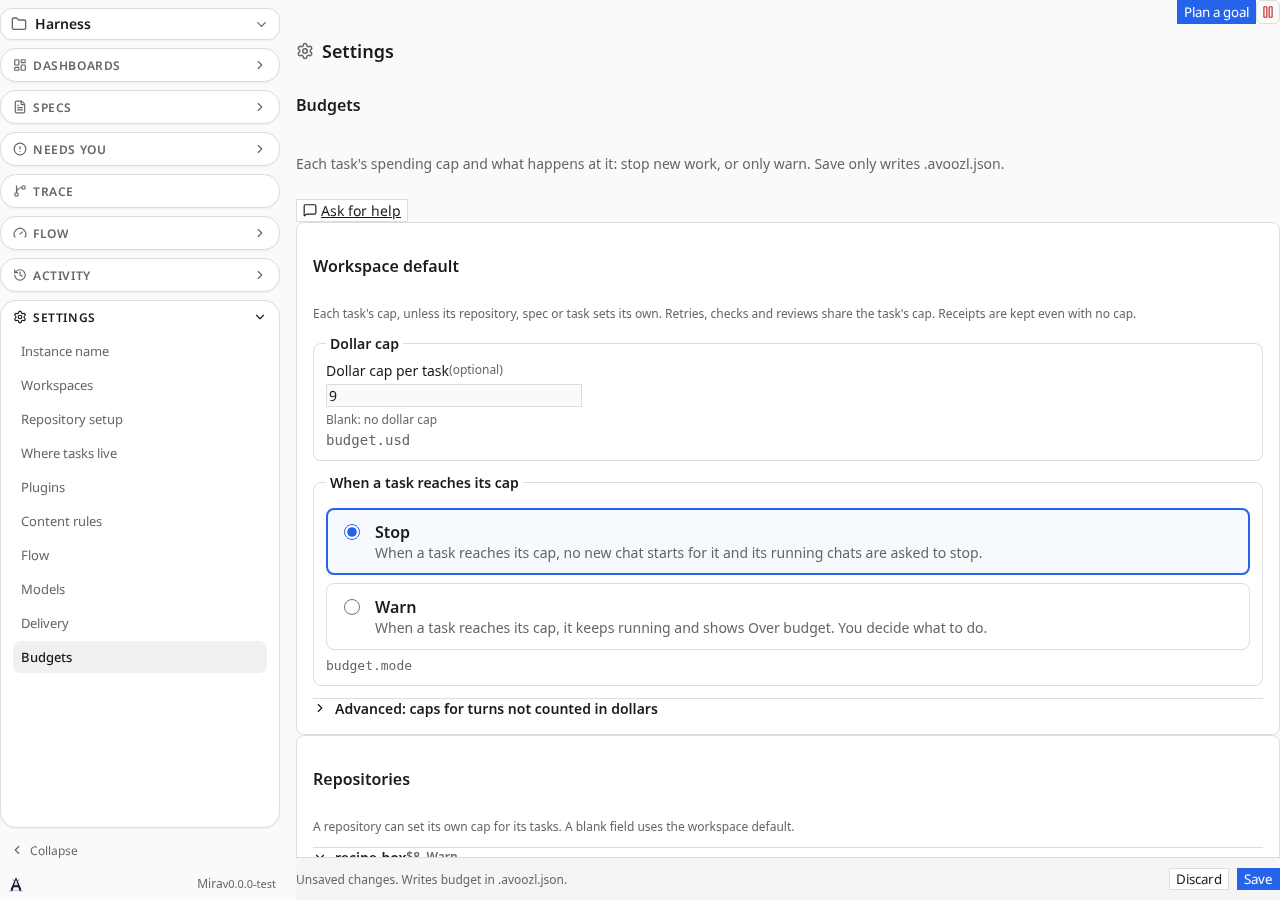 Harness
Plan a goal
DASHBOARDS
SPECS
NEEDS YOU
TRACE
FLOW
ACTIVITY
SETTINGS
Instance name
Workspaces
Repository setup
Where tasks live
Plugins
Content rules
Flow
Models
Delivery
Budgets
Collapse
Mirav0.0.0-test
Settings
Budgets
Each task's spending cap and what happens at it: stop new work, or only warn. Save only writes .avoozl.json.
Ask for help
Workspace default
Each task's cap, unless its repository, spec or task sets its own. Retries, checks and reviews share the task's cap. Receipts are kept even with no cap.
Dollar cap
Dollar cap per task(optional)
9
Blank: no dollar cap
budget.usd
When a task reaches its cap
Stop
When a task reaches its cap, no new chat starts for it and its running chats are asked to stop.
Warn
When a task reaches its cap, it keeps running and shows Over budget. You decide what to do.
budget.mode
Advanced: caps for turns not counted in dollars
Repositories
A repository can set its own cap for its tasks. A blank field uses the workspace default.
recipe-box$8, Warn
Unsaved changes. Writes budget in .avoozl.json.
Discard
Save